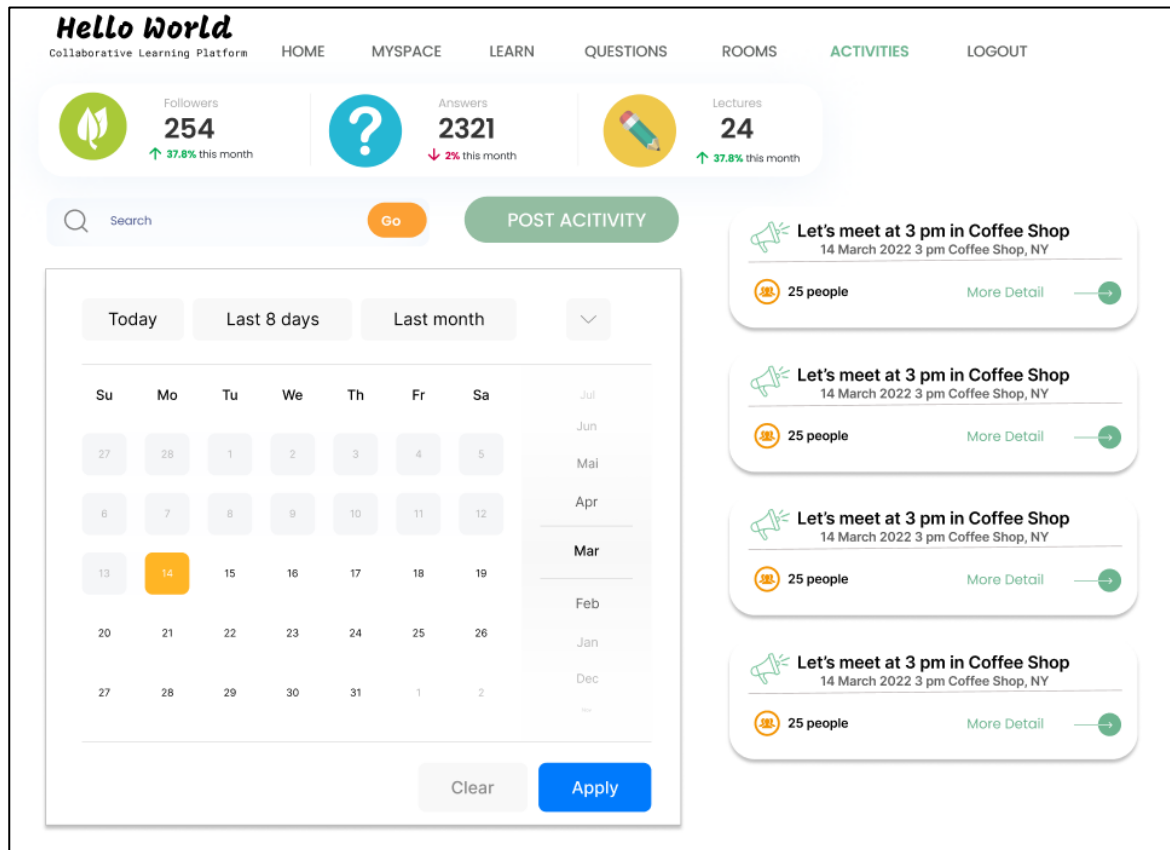 Hello World
Collaborative Learning Platform
HOME MYSPACE LEARN QUESTIONS ROOMS ACTIVITIES LOGOUT
Followers
254
37.8% this month
Answers
2321
2% this month
Lectures
24
37.8% this month
Search
Go
POST ACITIVITY
Today Last 8 days Last month
Su Mo Tu We Th Fr Sa
27 28 1 2 3 4 5
6 7 8 9 10 11 12
13 14 15 16 17 18 19
20 21 22 23 24 25 26
27 28 29 30 31 1 2
Jul
Jun
Mai
Apr
Mar
Feb
Jan
Dec
Clear Apply
Let's meet at 3 pm in Coffee Shop
14 March 2022 3 pm Coffee Shop, NY
25 people More Detail
Let's meet at 3 pm in Coffee Shop
14 March 2022 3 pm Coffee Shop, NY
25 people More Detail
Let's meet at 3 pm in Coffee Shop
14 March 2022 3 pm Coffee Shop, NY
25 people More Detail
Let's meet at 3 pm in Coffee Shop
14 March 2022 3 pm Coffee Shop, NY
25 people More Detail